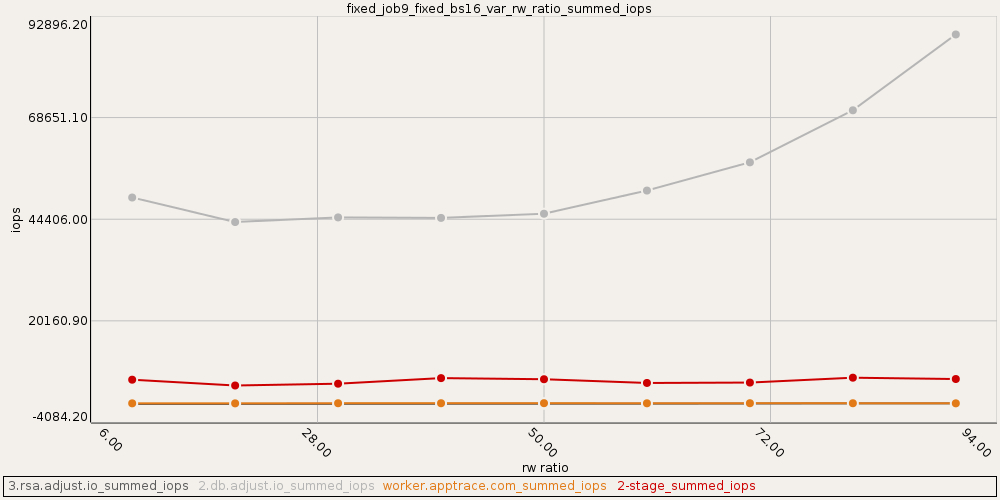 fixed_job9_fixed_bs16_var_rw_ratio_summed_iops
92896.20
68651.10
44406.00
20160.90
-4084.20
iops
6.00 28.00 50.00 72.00 94.00
rw ratio
3.rsa.adjust.io_summed_iops 2.db.adjust.io_summed_iops worker.apptrace.com_summed_iops 2-stage_summed_iops